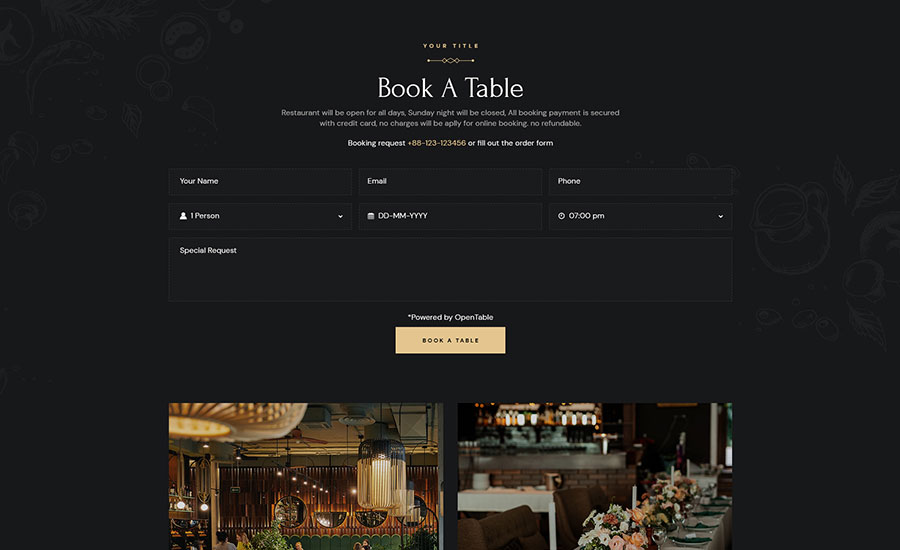 YOUR TITLE
Book A Table
Restaurant will be open for all days, Sunday night will be closed, All booking payment is secured
with credit card, no charges will be aplly for online booking. no refundable.
Booking request +88-123-123456 or fill out the order form
Your Name
Email
Phone
1 Person
DD-MM-YYYY
07:00 pm
Special Request
*Powered by OpenTable
BOOK A TABLE